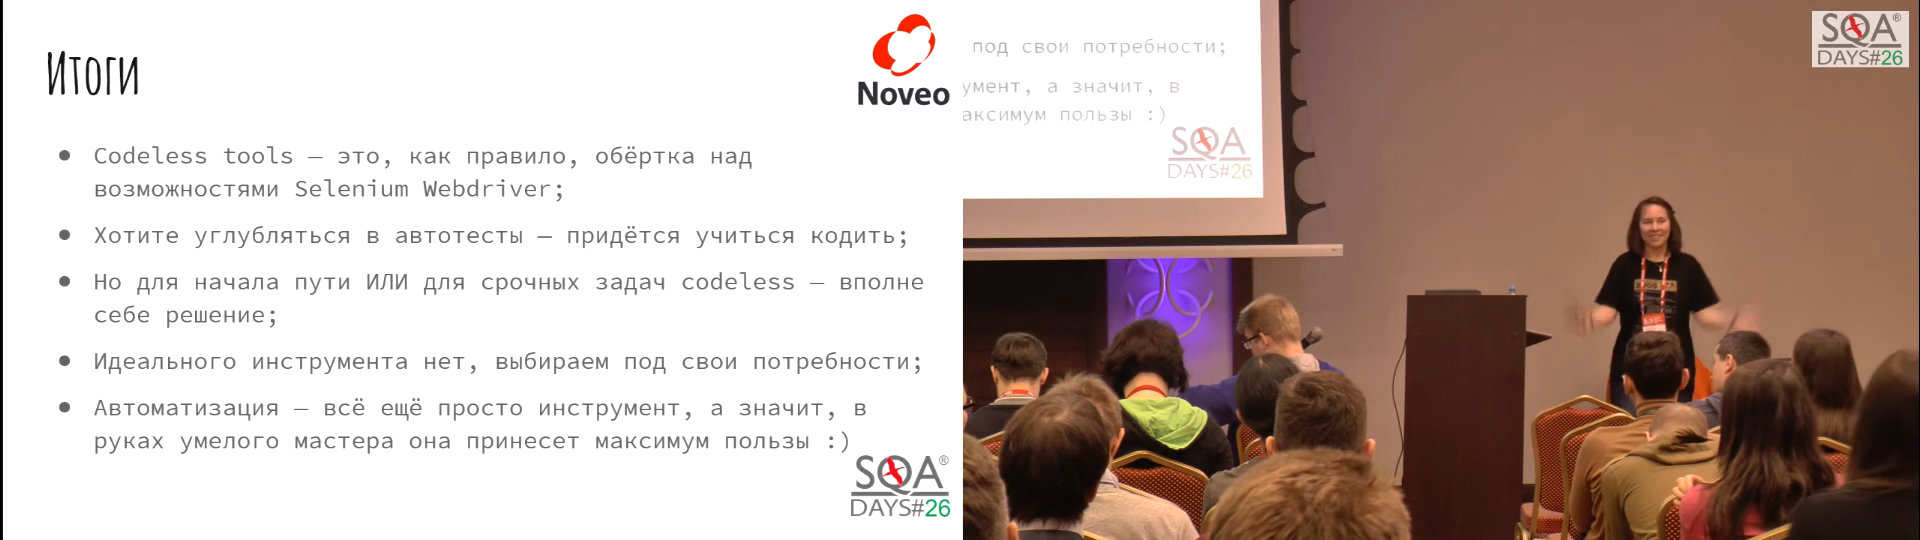 Итоги
Noveo
● Codeless tools – это, как правило, обёртка над
возможностями Selenium Webdriver;
● Хотите углубляться в автотесты – придётся учиться кодить;
● Но для начала пути ИЛИ для срочных задач codeless – вполне
себе решение;
● Идеального инструмента нет, выбираем под свои потребности;
● Автоматизация – всё ещё просто инструмент, а значит, в
руках умелого мастера она принесет максимум пользы :)
SQA®
DAYS#26
под свои потребности;
умент, а значит, в
аксимум пользы :)
SQA
DAYS#26
SQA®
DAYS#26